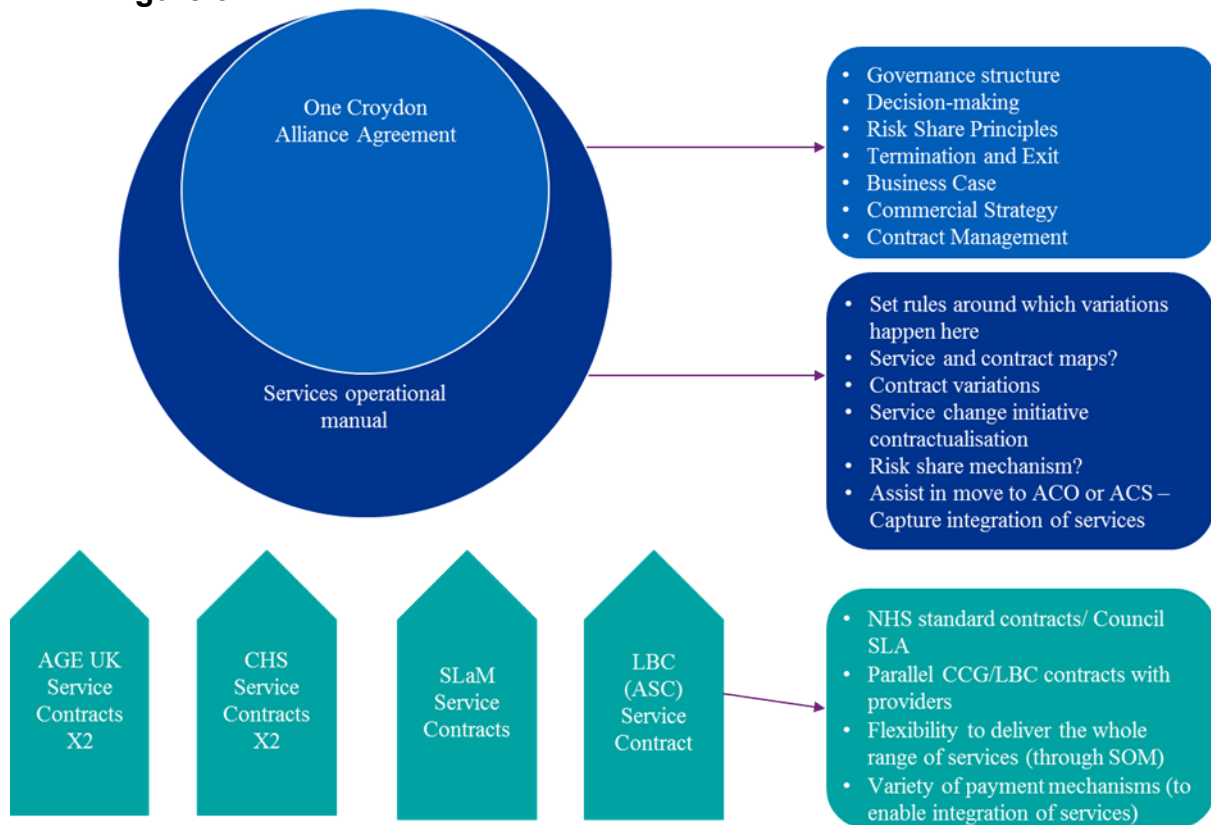 One Croydon
Alliance Agreement
Services operational
manual
• Governance structure
• Decision-making
• Risk Share Principles
• Termination and Exit
• Business Case
• Commercial Strategy
• Contract Management
• Set rules around which variations
happen here
• Service and contract maps?
• Contract variations
• Service change initiative
contractualisation
• Risk share mechanism?
• Assist in move to ACO or ACS –
Capture integration of services
AGE UK
Service
Contracts
X2
CHS
Service
Contracts
X2
SLaM
Service
Contracts
LBC
(ASC)
Service
Contract
• NHS standard contracts/ Council
SLA
• Parallel CCG/LBC contracts with
providers
• Flexibility to deliver the whole
range of services (through SOM)
• Variety of payment mechanisms (to
enable integration of services)